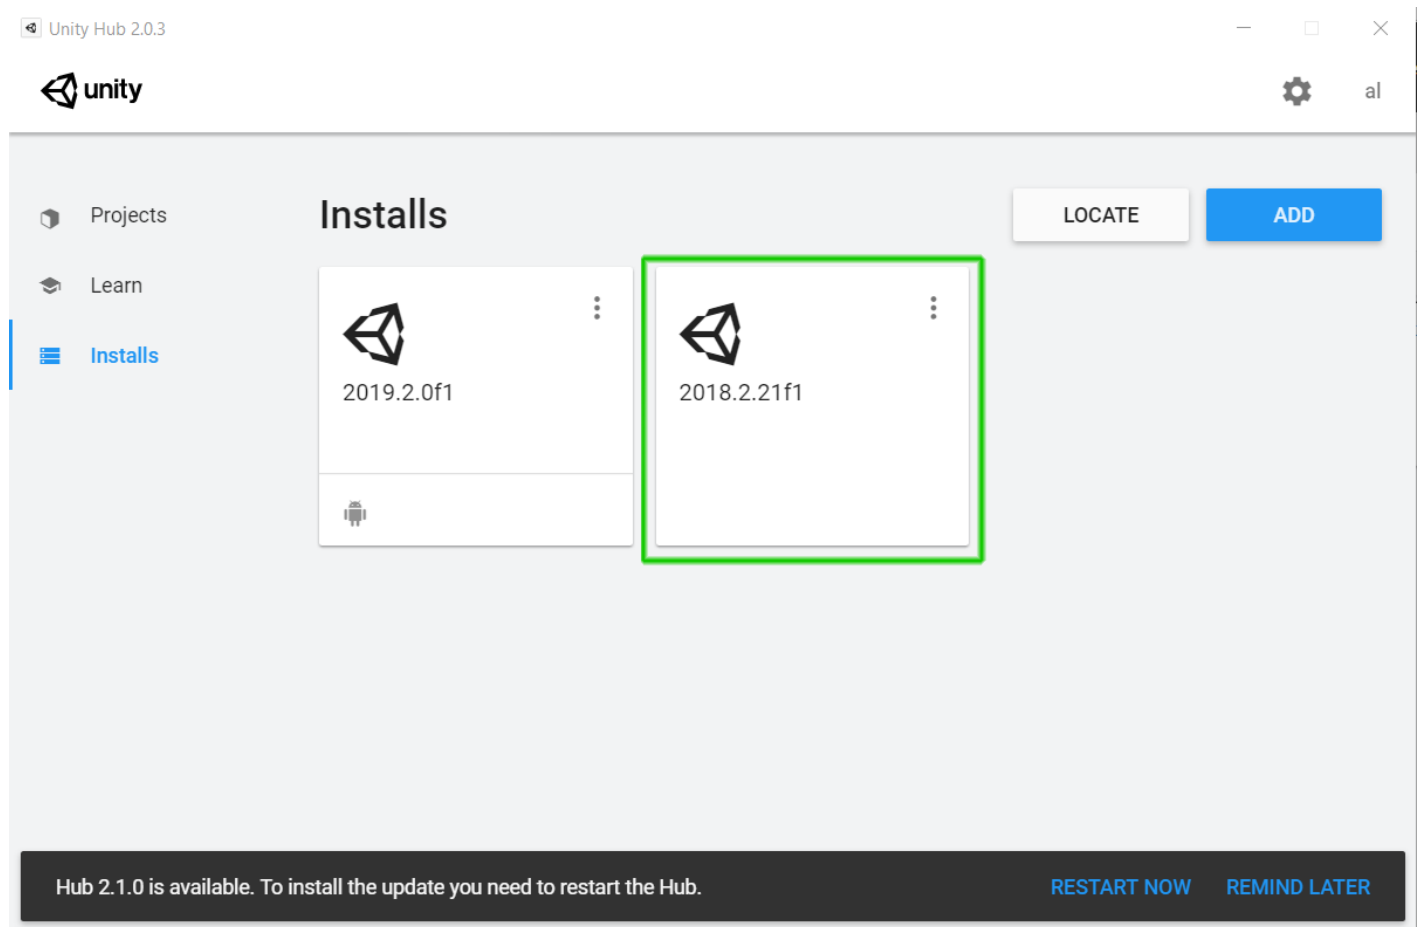 Unity Hub 2.0.3
unity
al
Projects
Learn
Installs
Installs
LOCATE
ADD
2019.2.0f1
2018.2.21f1
Hub 2.1.0 is available. To install the update you need to restart the Hub.
RESTART NOW
REMIND LATER